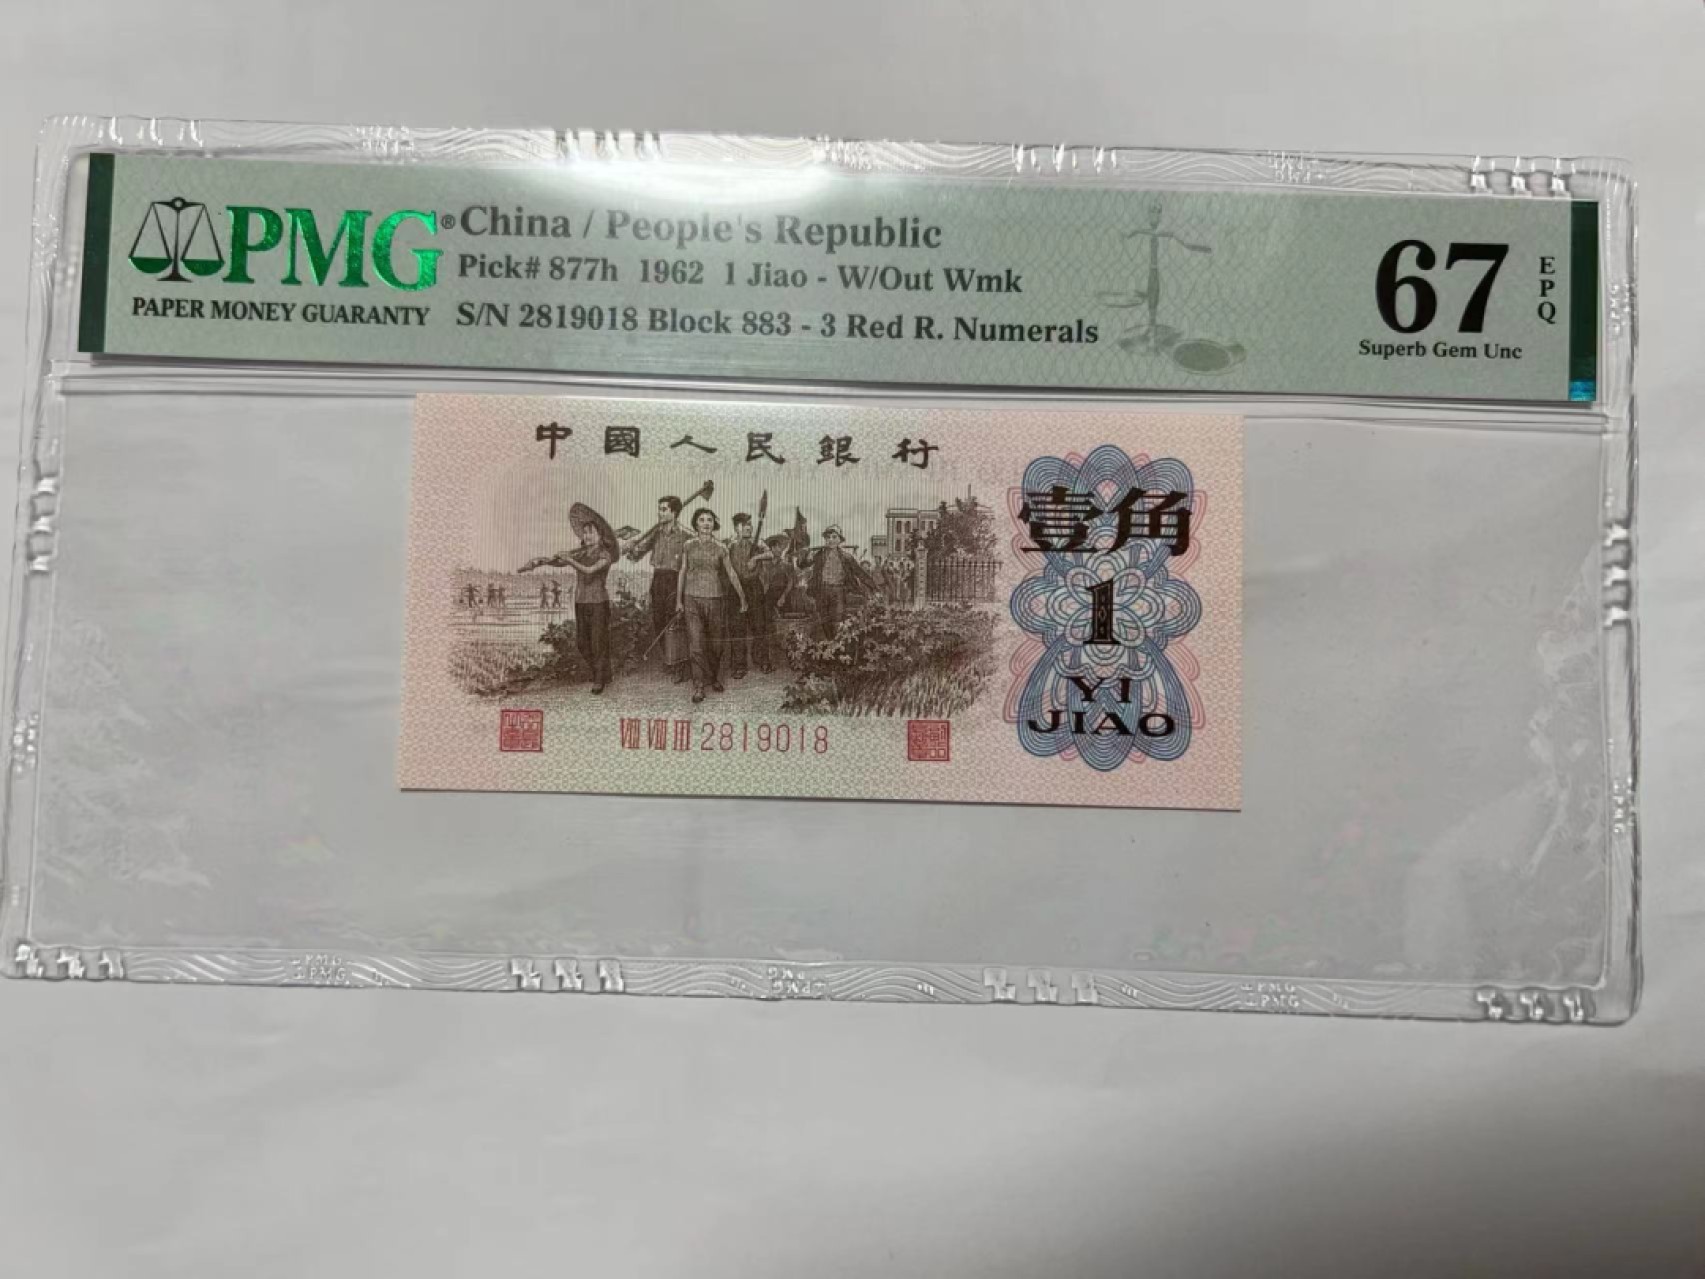 PMG®
PAPER MONEY GUARANTY
China / People's Republic
Pick# 877h 1962 1 Jiao - W/Out Wmk
S/N 2819018 Block 883 - 3 Red R. Numerals
67
EPQ
Superb Gem Unc
中國人民銀行
壹角
1
YI
JIAO
VIII VIII III 2819018